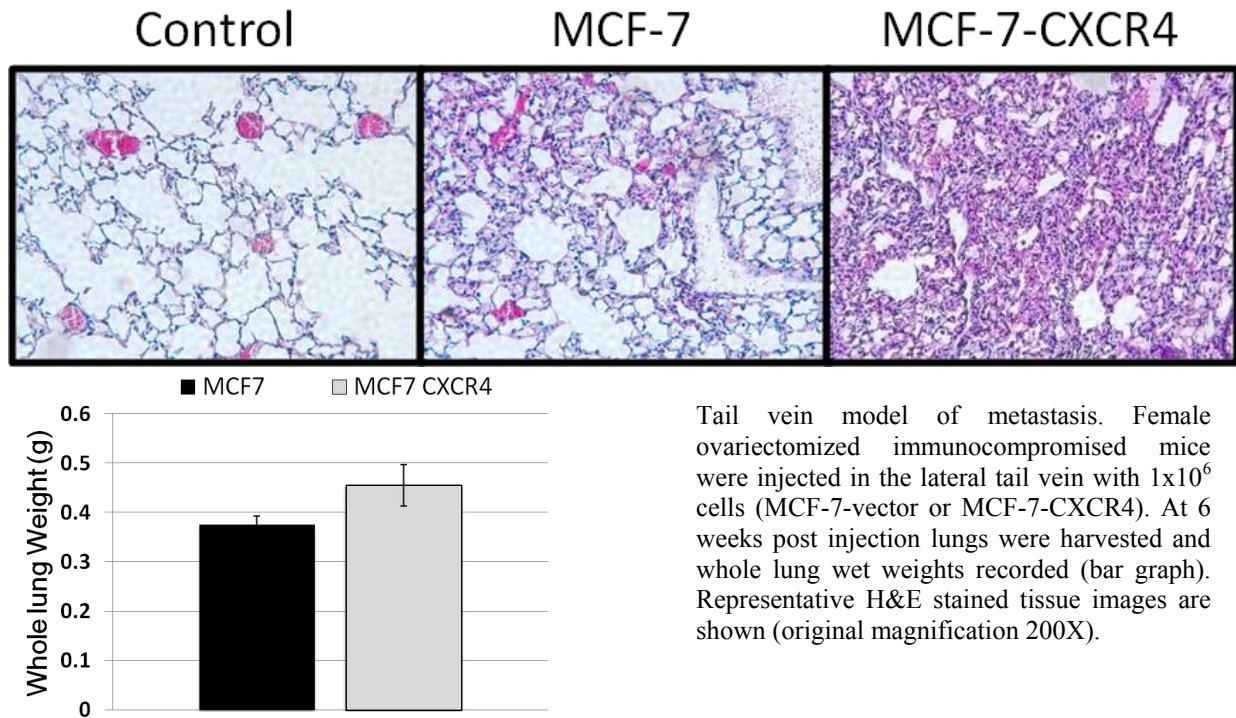 Control MCF-7 MCF-7-CXCR4
MCF7 MCF7 CXCR4
Whole lung Weight (g)
0.6
0.5
0.4
0.3
0.2
0.1
0
Tail vein model of metastasis. Female
ovariectomized immunocompromised mice
were injected in the lateral tail vein with 1x10⁶
cells (MCF-7-vector or MCF-7-CXCR4). At 6
weeks post injection lungs were harvested and
whole lung wet weights recorded (bar graph).
Representative H&E stained tissue images are
shown (original magnification 200X).